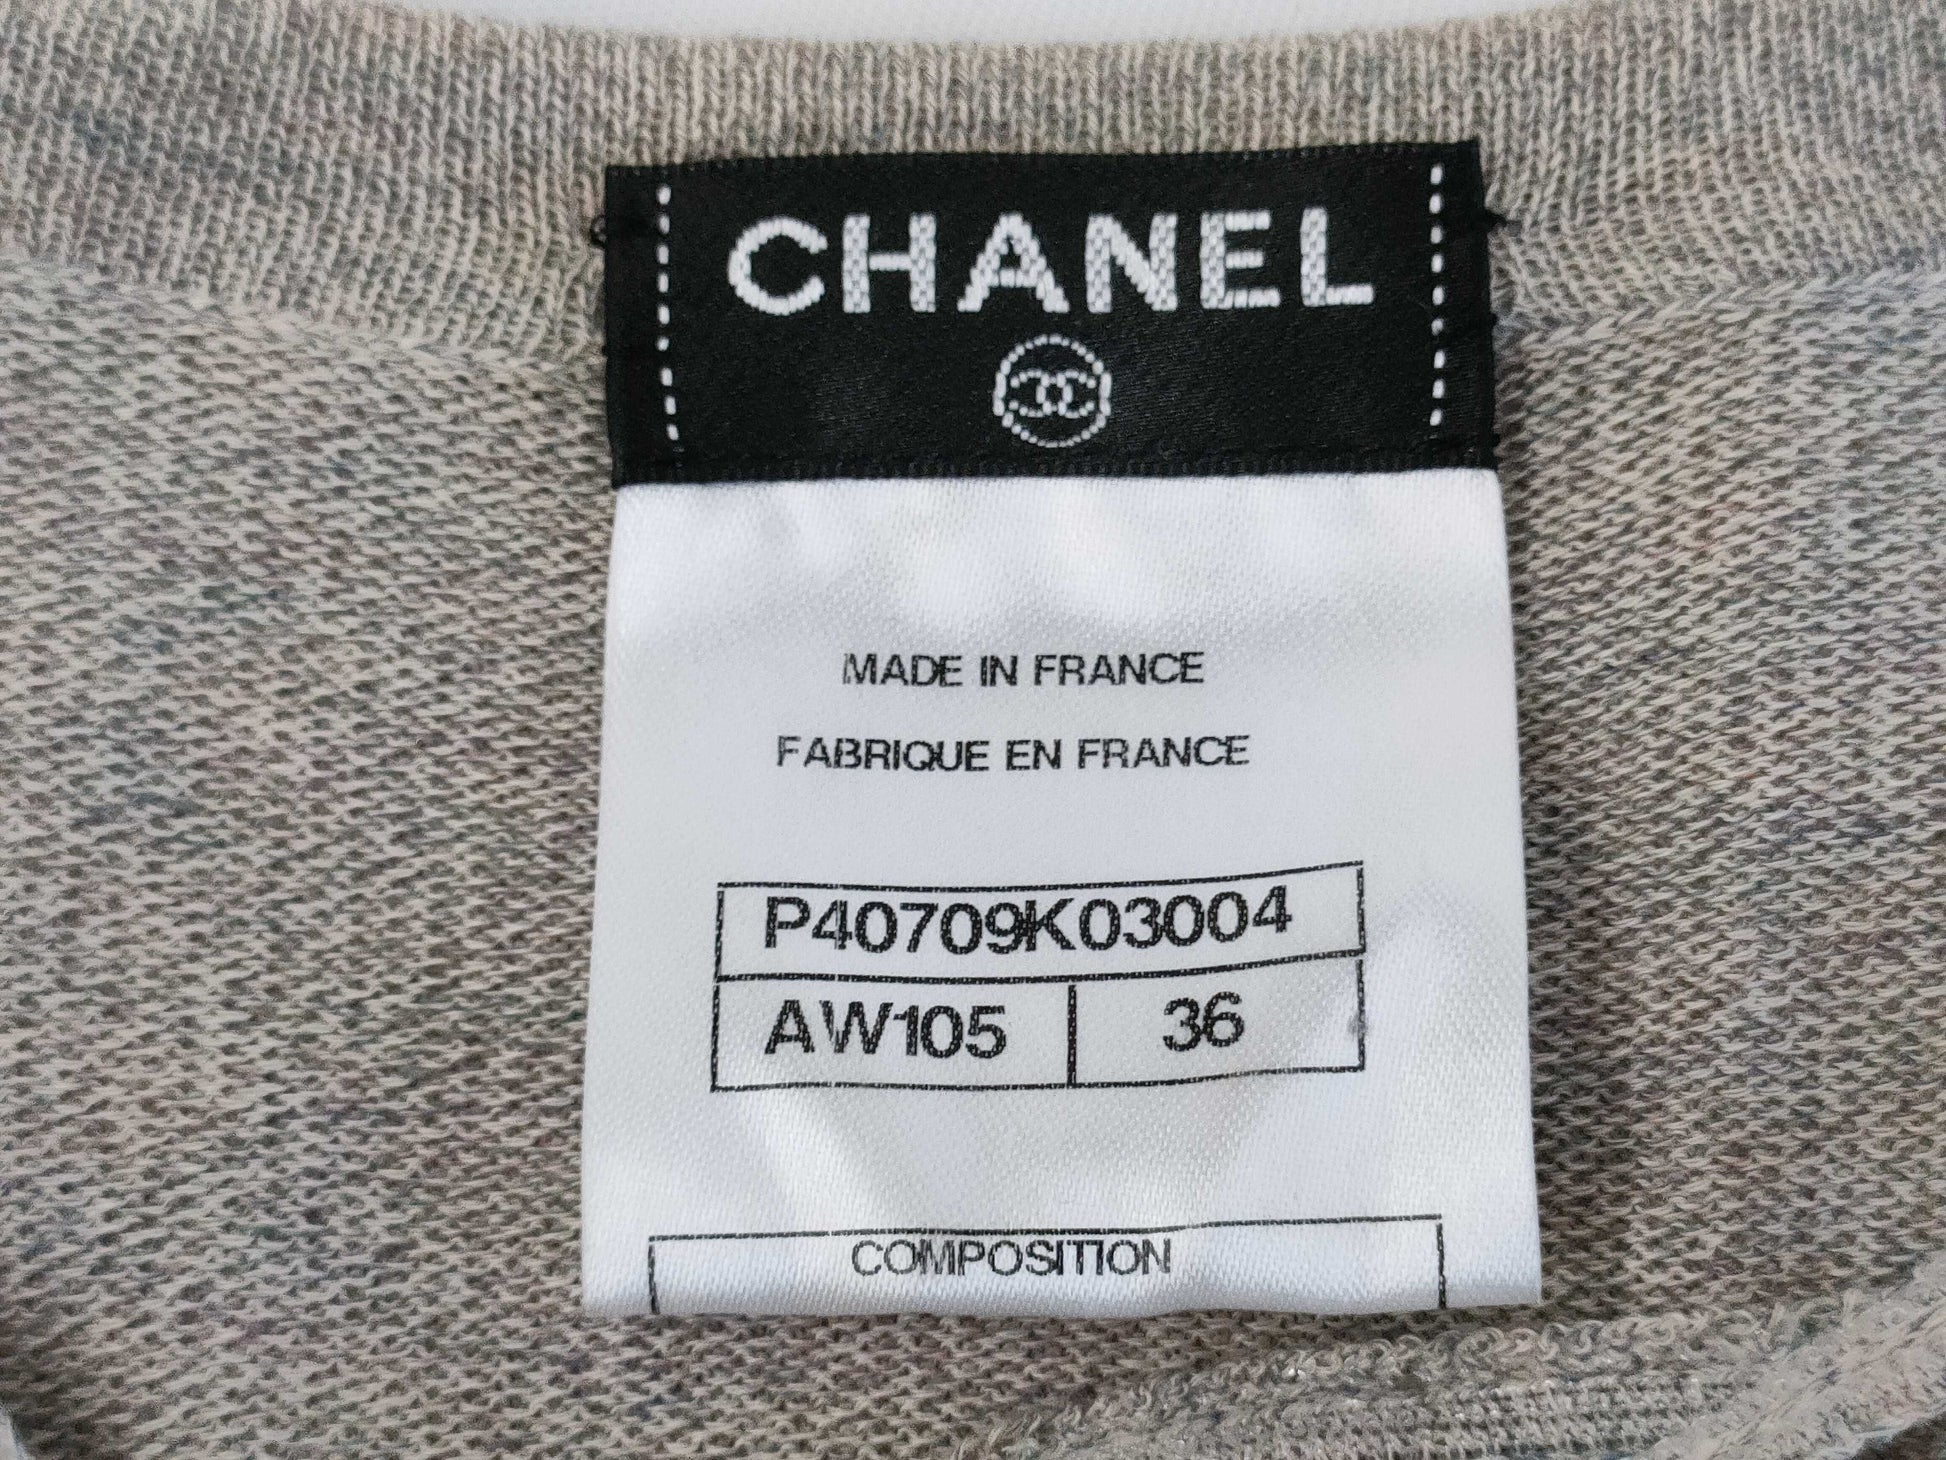 CHANEL
MADE IN FRANCE
FABRIQUE EN FRANCE
P40709K03004
AW105 36
COMPOSITION